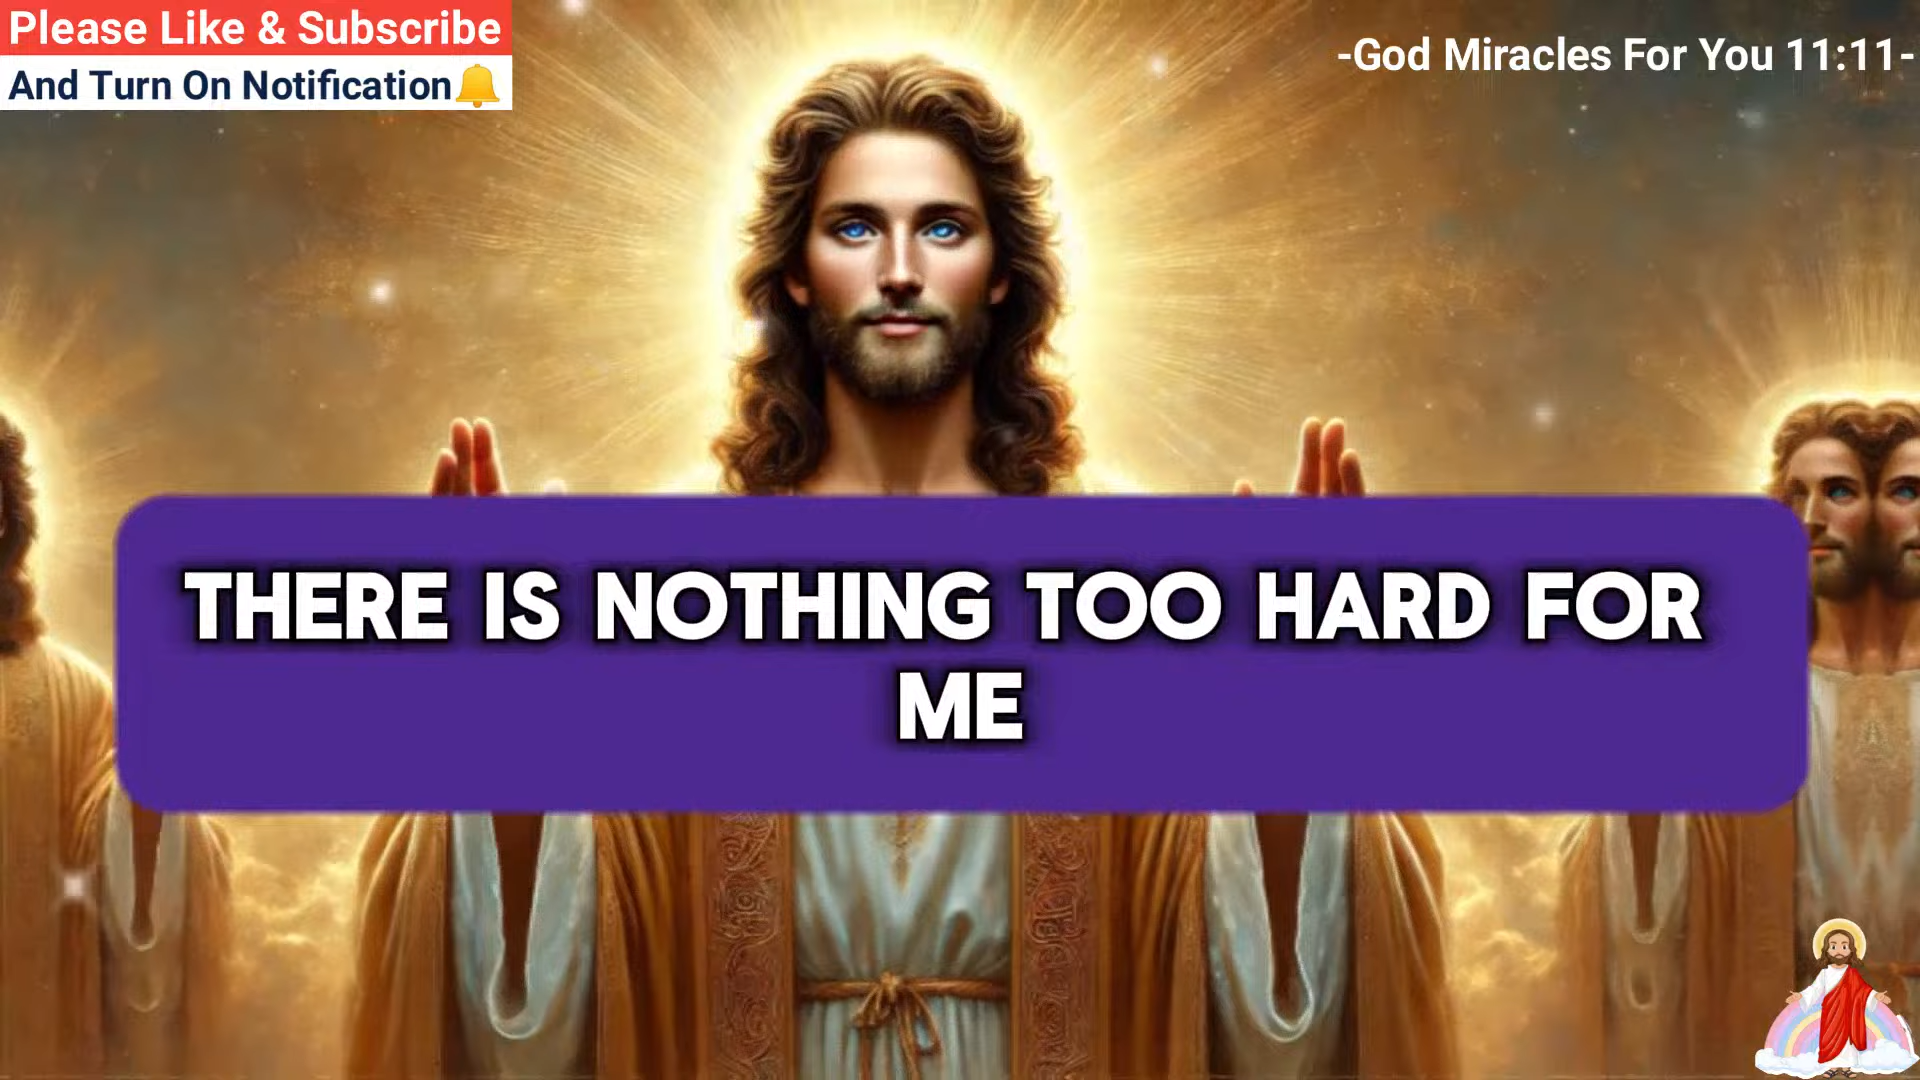 Please Like & Subscribe
And Turn On Notification🔔
-God Miracles For You 11:11-
THERE IS NOTHING TOO HARD FOR
ME